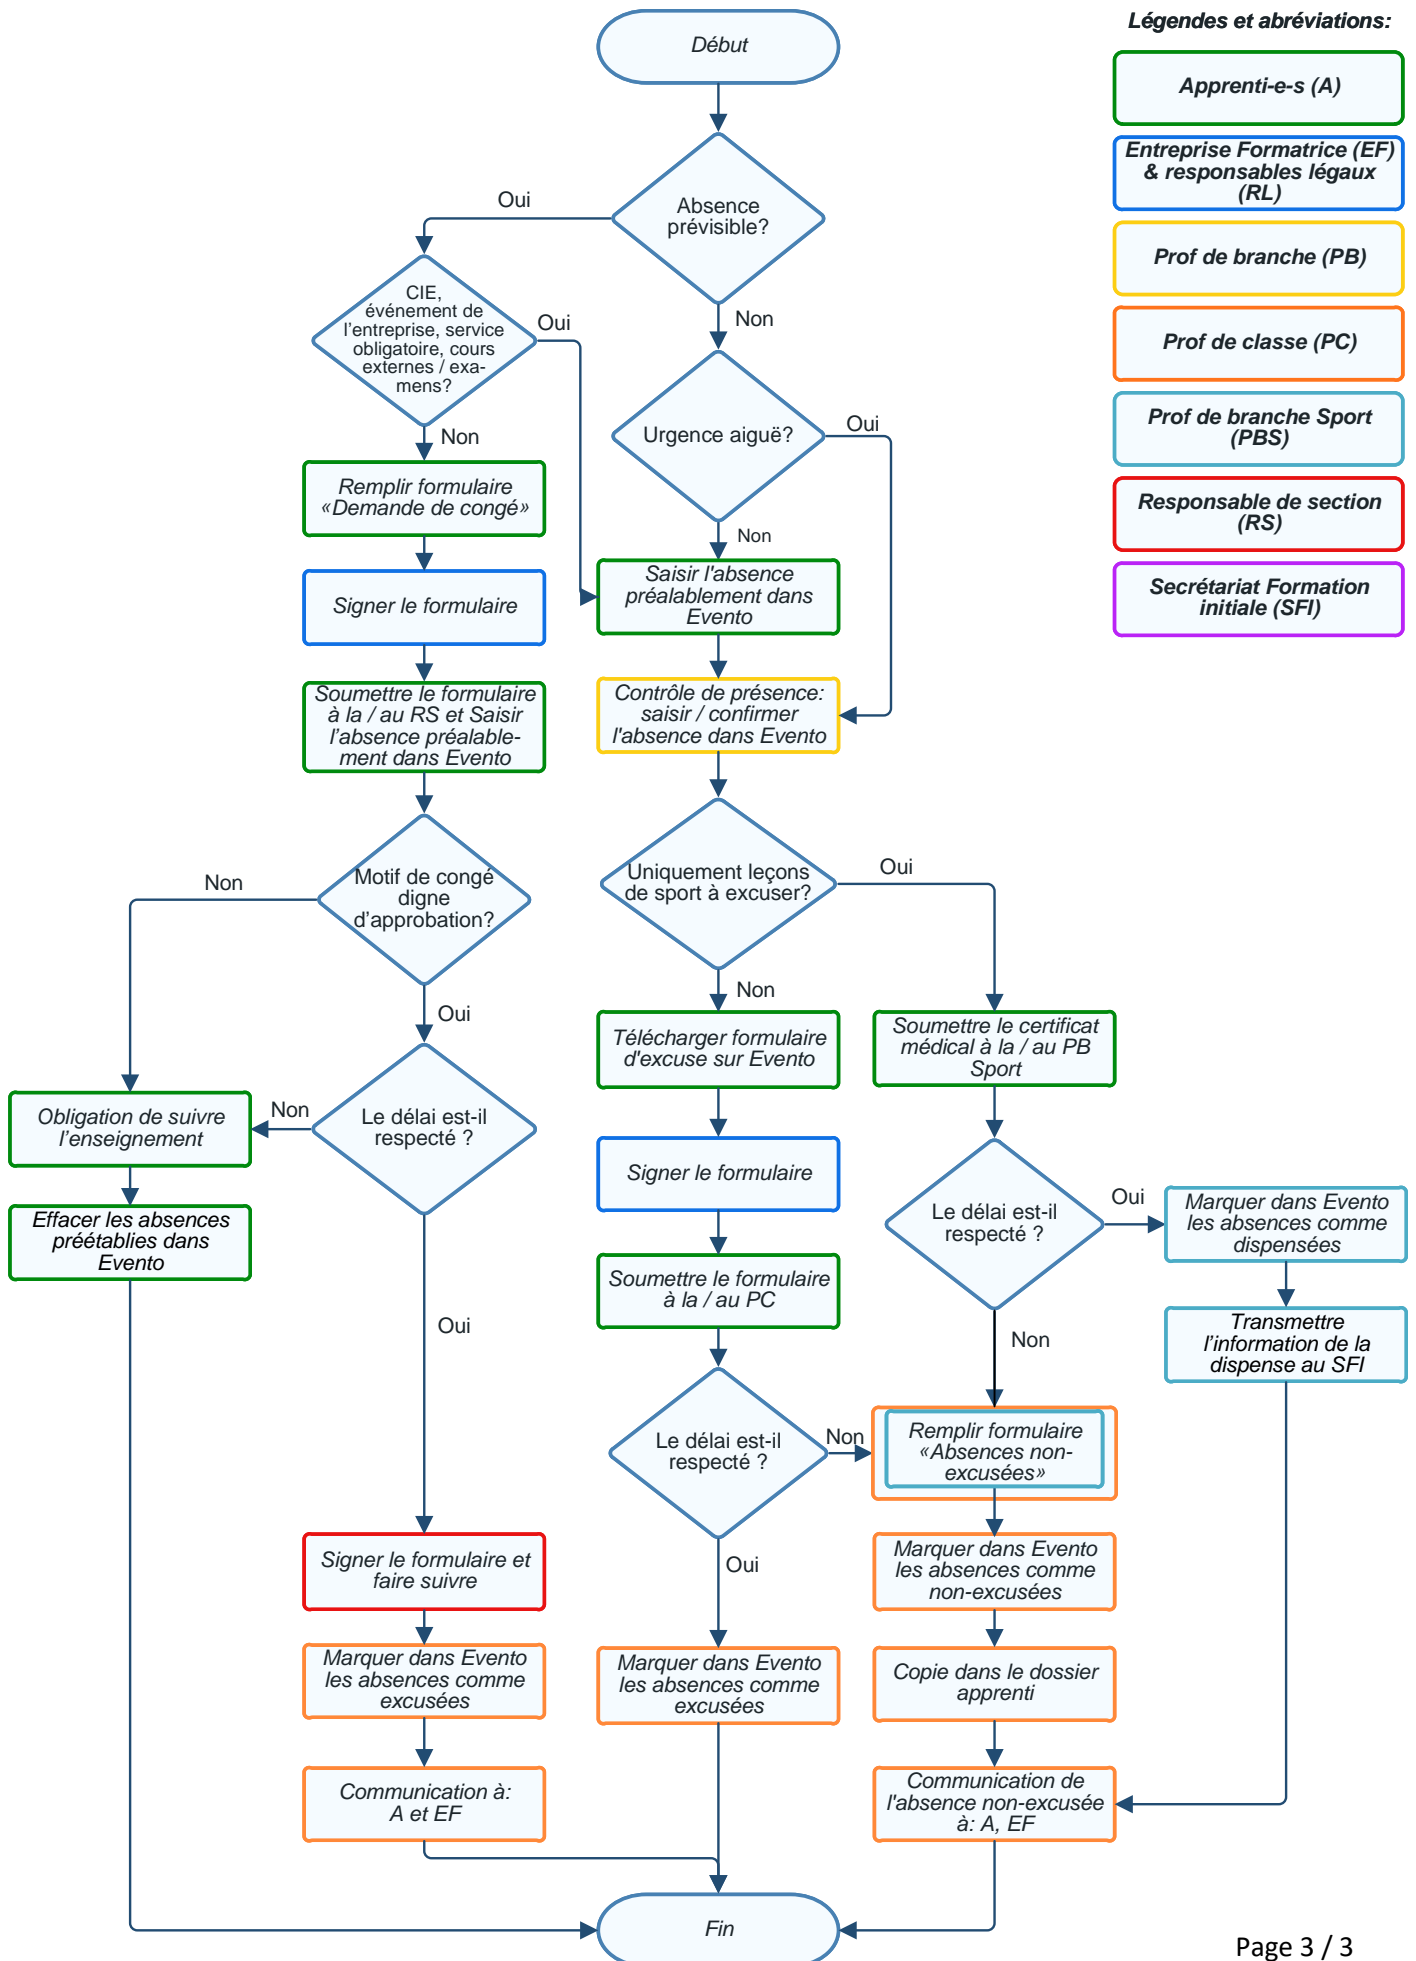 Légendes et abréviations:
Apprenti-e-s (A)
Entreprise Formatrice (EF)
& responsables légaux
(RL)
Prof de branche (PB)
Prof de classe (PC)
Prof de branche Sport
(PBS)
Responsable de section
(RS)
Secrétariat Formation
initiale (SFI)
Début
Absence
prévisible?
Oui
Non
CIE,
événement de
l'entreprise, service
obligatoire, cours
externes / exa-
mens?
Oui
Non
Urgence aiguë?
Oui
Non
Remplir formulaire
«Demande de congé»
Signer le formulaire
Soumettre le formulaire
à la / au RS et Saisir
l'absence préalable-
ment dans Evento
Saisir l'absence
préalablement dans
Evento
Contrôle de présence:
saisir / confirmer
l'absence dans Evento
Motif de congé
digne
d'approbation?
Non
Oui
Uniquement leçons
de sport à excuser?
Oui
Non
Obligation de suivre
l'enseignement
Non
Le délai est-il
respecté ?
Oui
Effacer les absences
préétablies dans
Evento
Télécharger formulaire
d'excuse sur Evento
Signer le formulaire
Soumettre le formulaire
à la / au PC
Le délai est-il
respecté ?
Non
Oui
Soumettre le certificat
médical à la / au PB
Sport
Le délai est-il
respecté ?
Oui
Non
Marquer dans Evento
les absences comme
dispensées
Transmettre
l'information de la
dispense au SFI
Remplir formulaire
«Absences non-
excusées»
Signer le formulaire et
faire suivre
Marquer dans Evento
les absences comme
excusées
Communication à:
A et EF
Marquer dans Evento
les absences comme
excusées
Marquer dans Evento
les absences comme
non-excusées
Copie dans le dossier
apprenti
Communication de
l'absence non-excusée
à: A, EF
Fin
Page 3 / 3